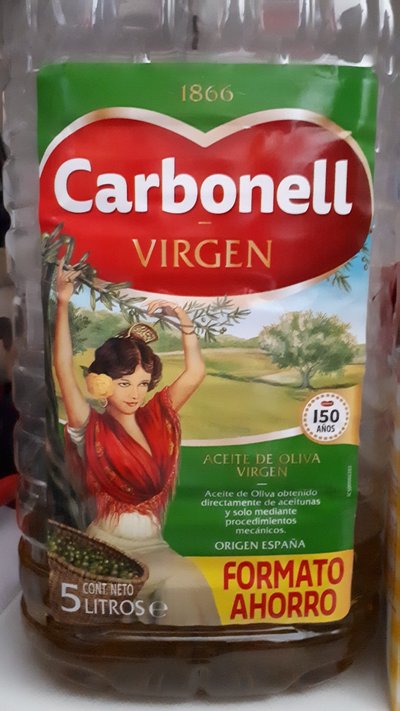 1866
Carbonell
VIRGEN
150
AÑOS
ACEITE DE OLIVA
VIRGEN
Aceite de Oliva obtenido
directamente de aceitunas
y solo mediante
procedimientos
mecánicos.
ORIGEN ESPAÑA
CONT. NETO
5 LITROS e
FORMATO
AHORRO